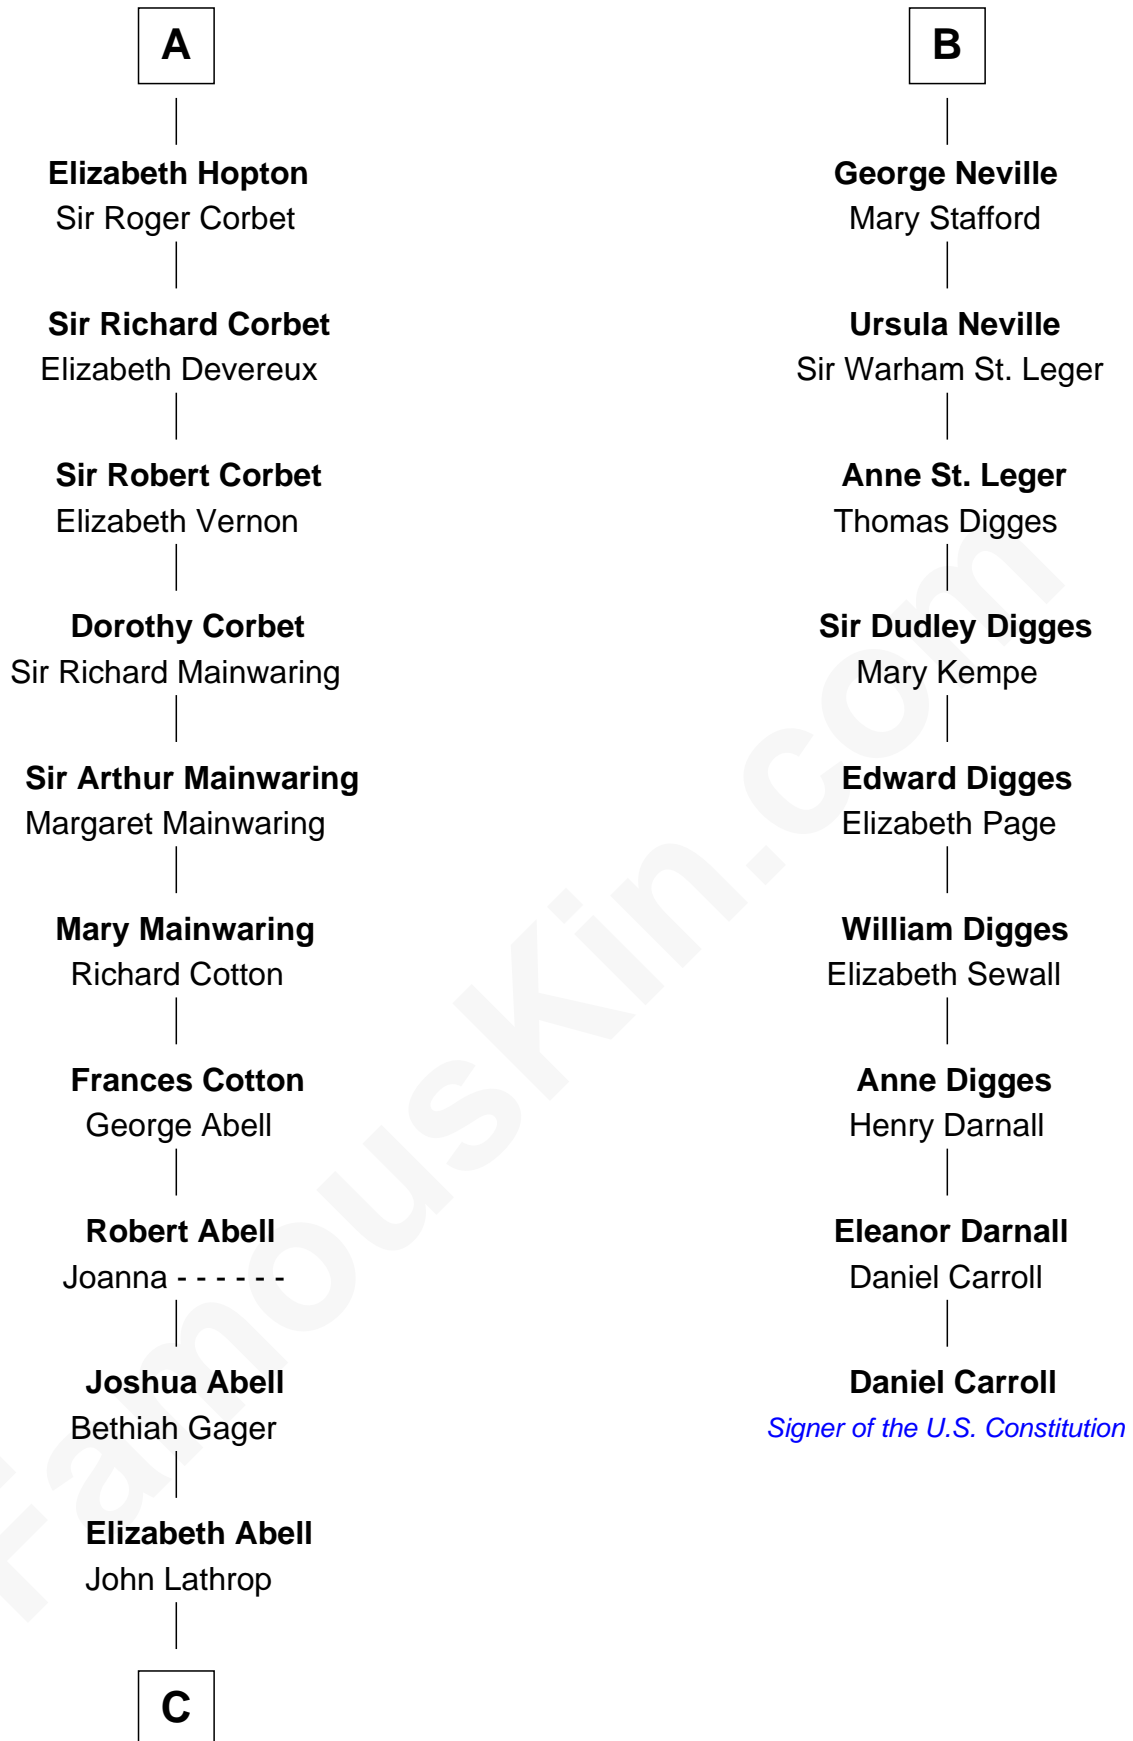 A
Elizabeth Hopton
Sir Roger Corbet
Sir Richard Corbet
Elizabeth Devereux
Sir Robert Corbet
Elizabeth Vernon
Dorothy Corbet
Sir Richard Mainwaring
Sir Arthur Mainwaring
Margaret Mainwaring
Mary Mainwaring
Richard Cotton
Frances Cotton
George Abell
Robert Abell
Joanna - - - - - -
Joshua Abell
Bethiah Gager
Elizabeth Abell
John Lathrop
C
B
George Neville
Mary Stafford
Ursula Neville
Sir Warham St. Leger
Anne St. Leger
Thomas Digges
Sir Dudley Digges
Mary Kempe
Edward Digges
Elizabeth Page
William Digges
Elizabeth Sewall
Anne Digges
Henry Darnall
Eleanor Darnall
Daniel Carroll
Daniel Carroll
Signer of the U.S. Constitution
FamousKin.com